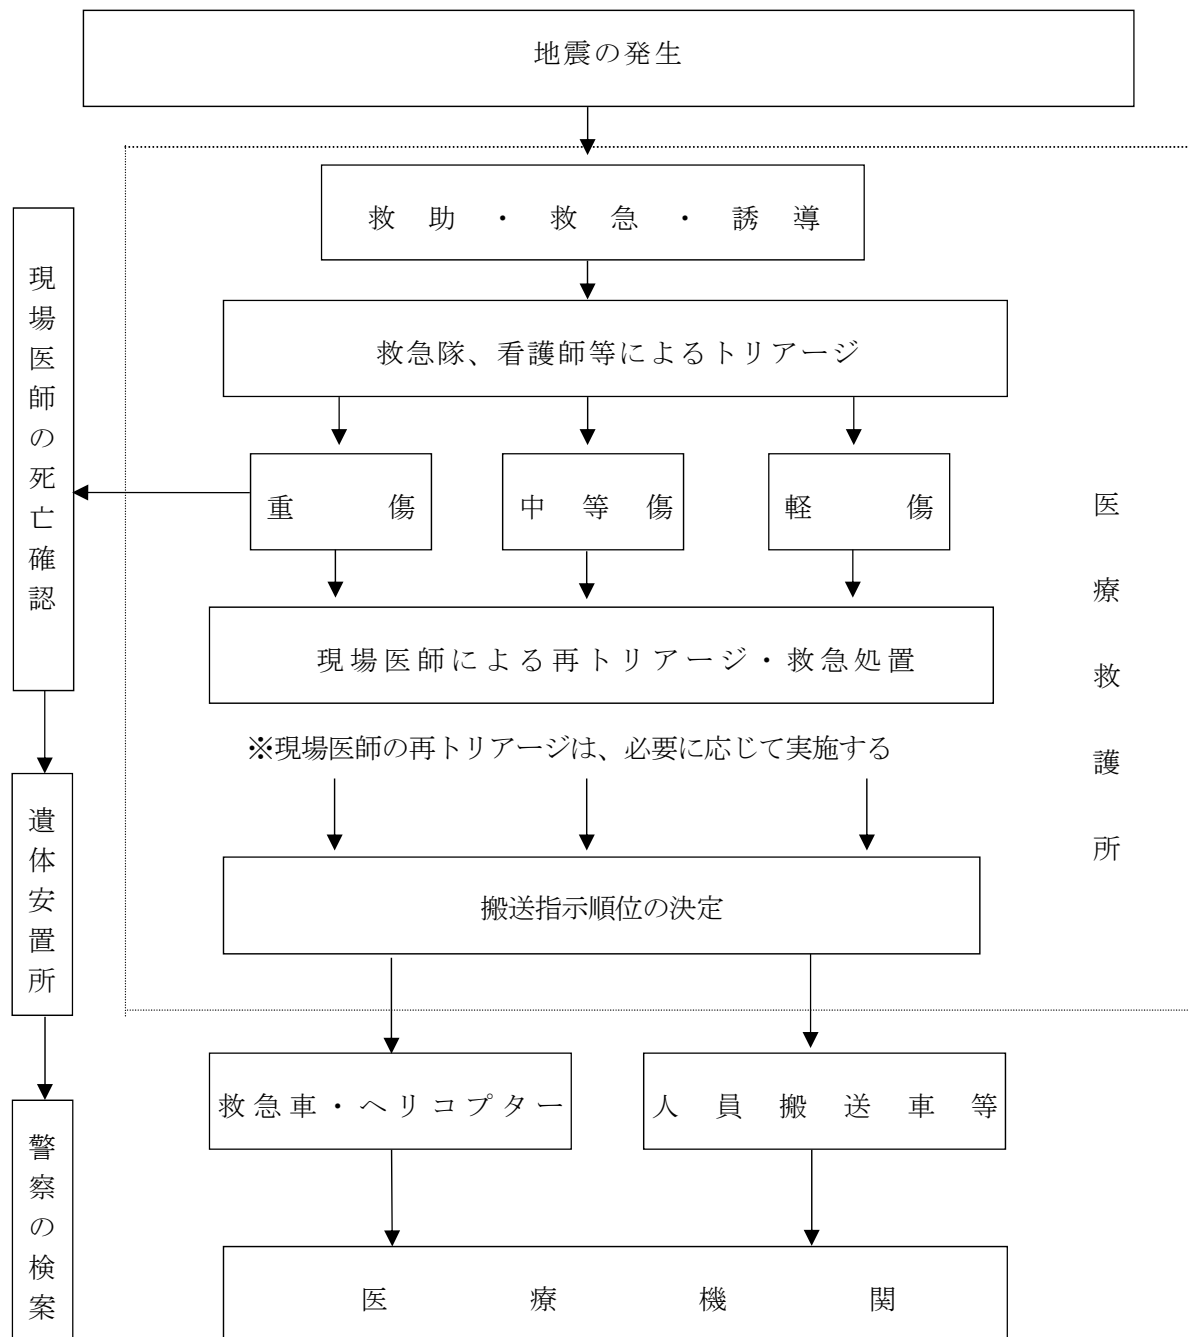 地震の発生
救助・救急・誘導
救急隊、看護師等によるトリアージ
重傷
中等傷
軽傷
現場医師による再トリアージ・救急処置
※現場医師の再トリアージは、必要に応じて実施する
搬送指示順位の決定
救急車・ヘリコプター
人員搬送車等
医療機関
医療救護所
現場医師の死亡確認
遺体安置所
警察の検案